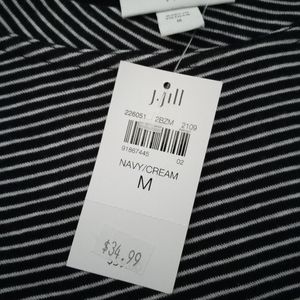 j.jill
226051 2BZM 2109
91867445 02
NAVY/CREAM
M
$34.99